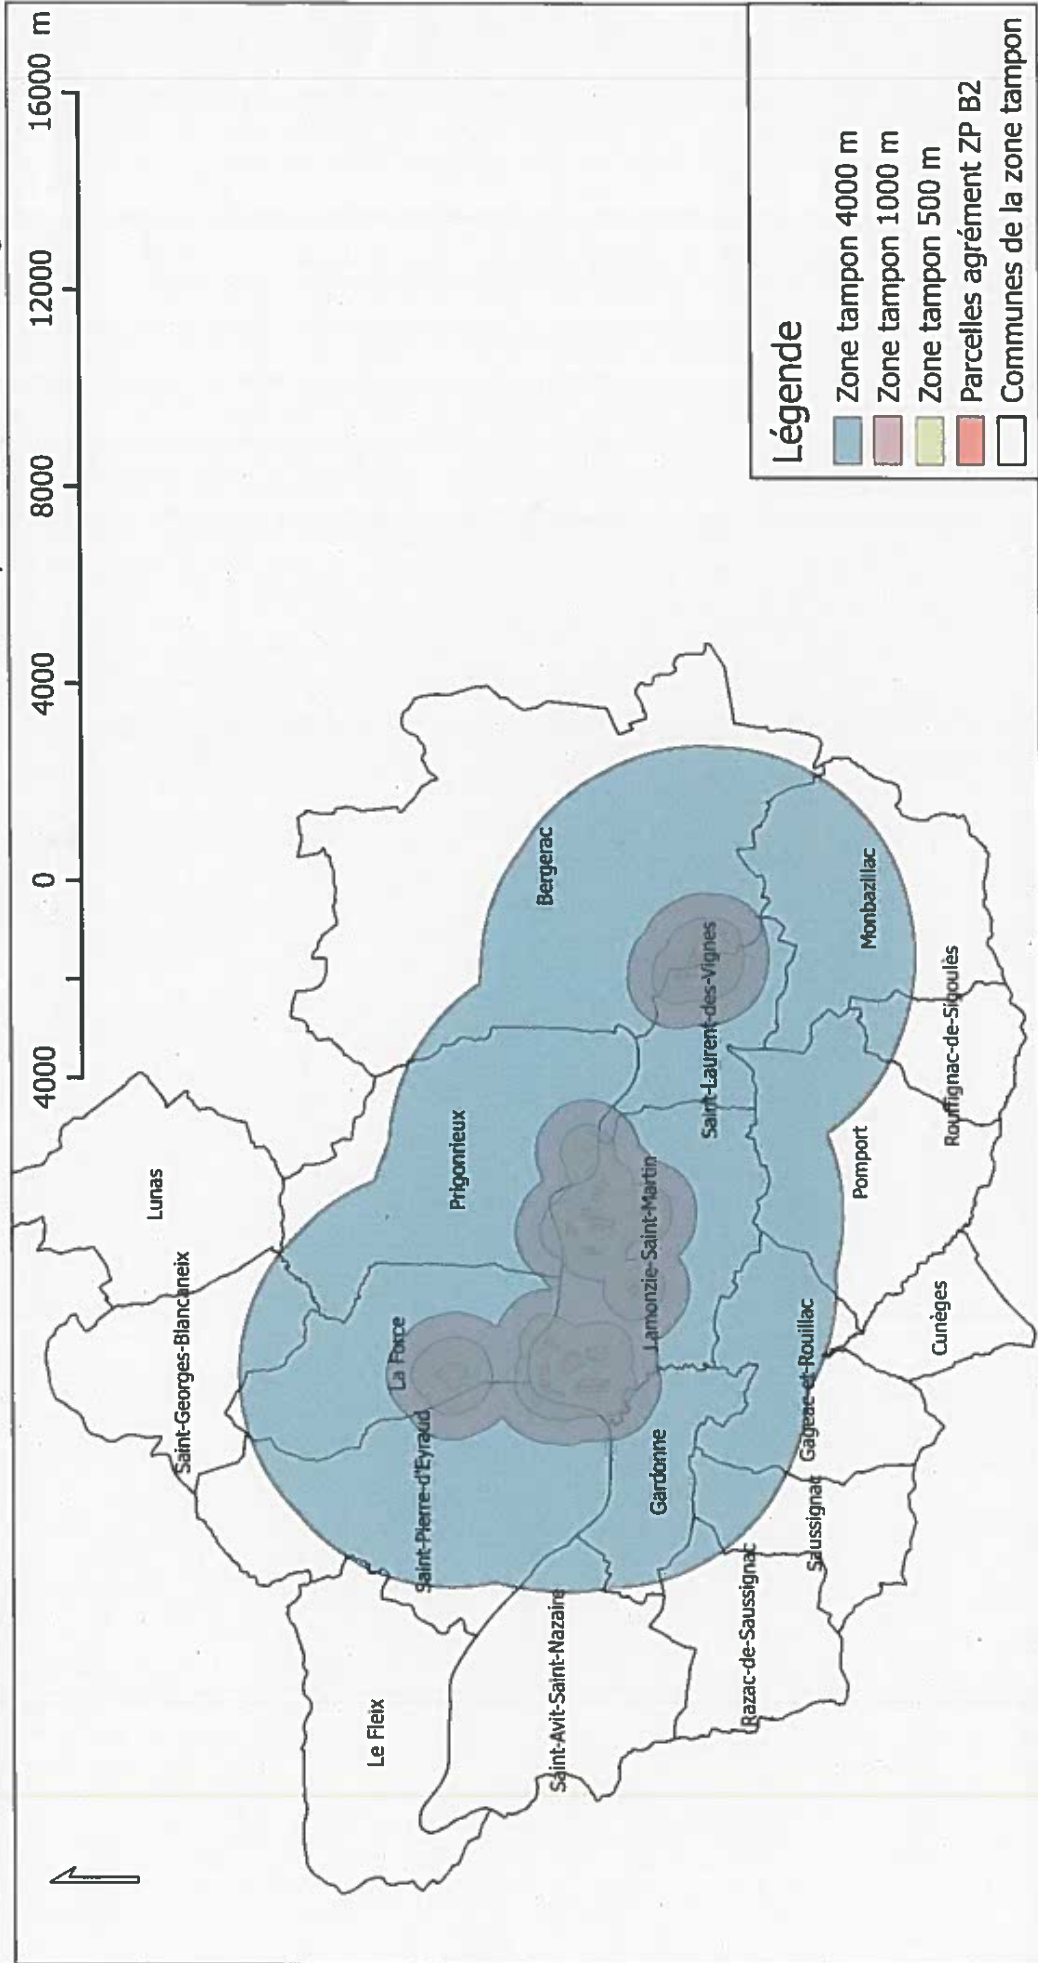 4000 0 4000 8000 12000 16000 m
Lunas
Saint-Georges-Blancaneix
Le Fleix
La Force
Saint-Pierre-d'Eyraud
Prigonrieux
Bergerac
Saint-Avit-Saint-Nazaire
Gardonne
Lamonzie-Saint-Martin
Saint-Laurent-des-Vignes
Razac-de-Saussignac
Saussignac
Gageac-et-Rouillac
Pomport
Monbazillac
Cunèges
Rouffignac-de-Sigoulès
Légende
Zone tampon 4000 m
Zone tampon 1000 m
Zone tampon 500 m
Parcelles agrément ZP B2
Communes de la zone tampon